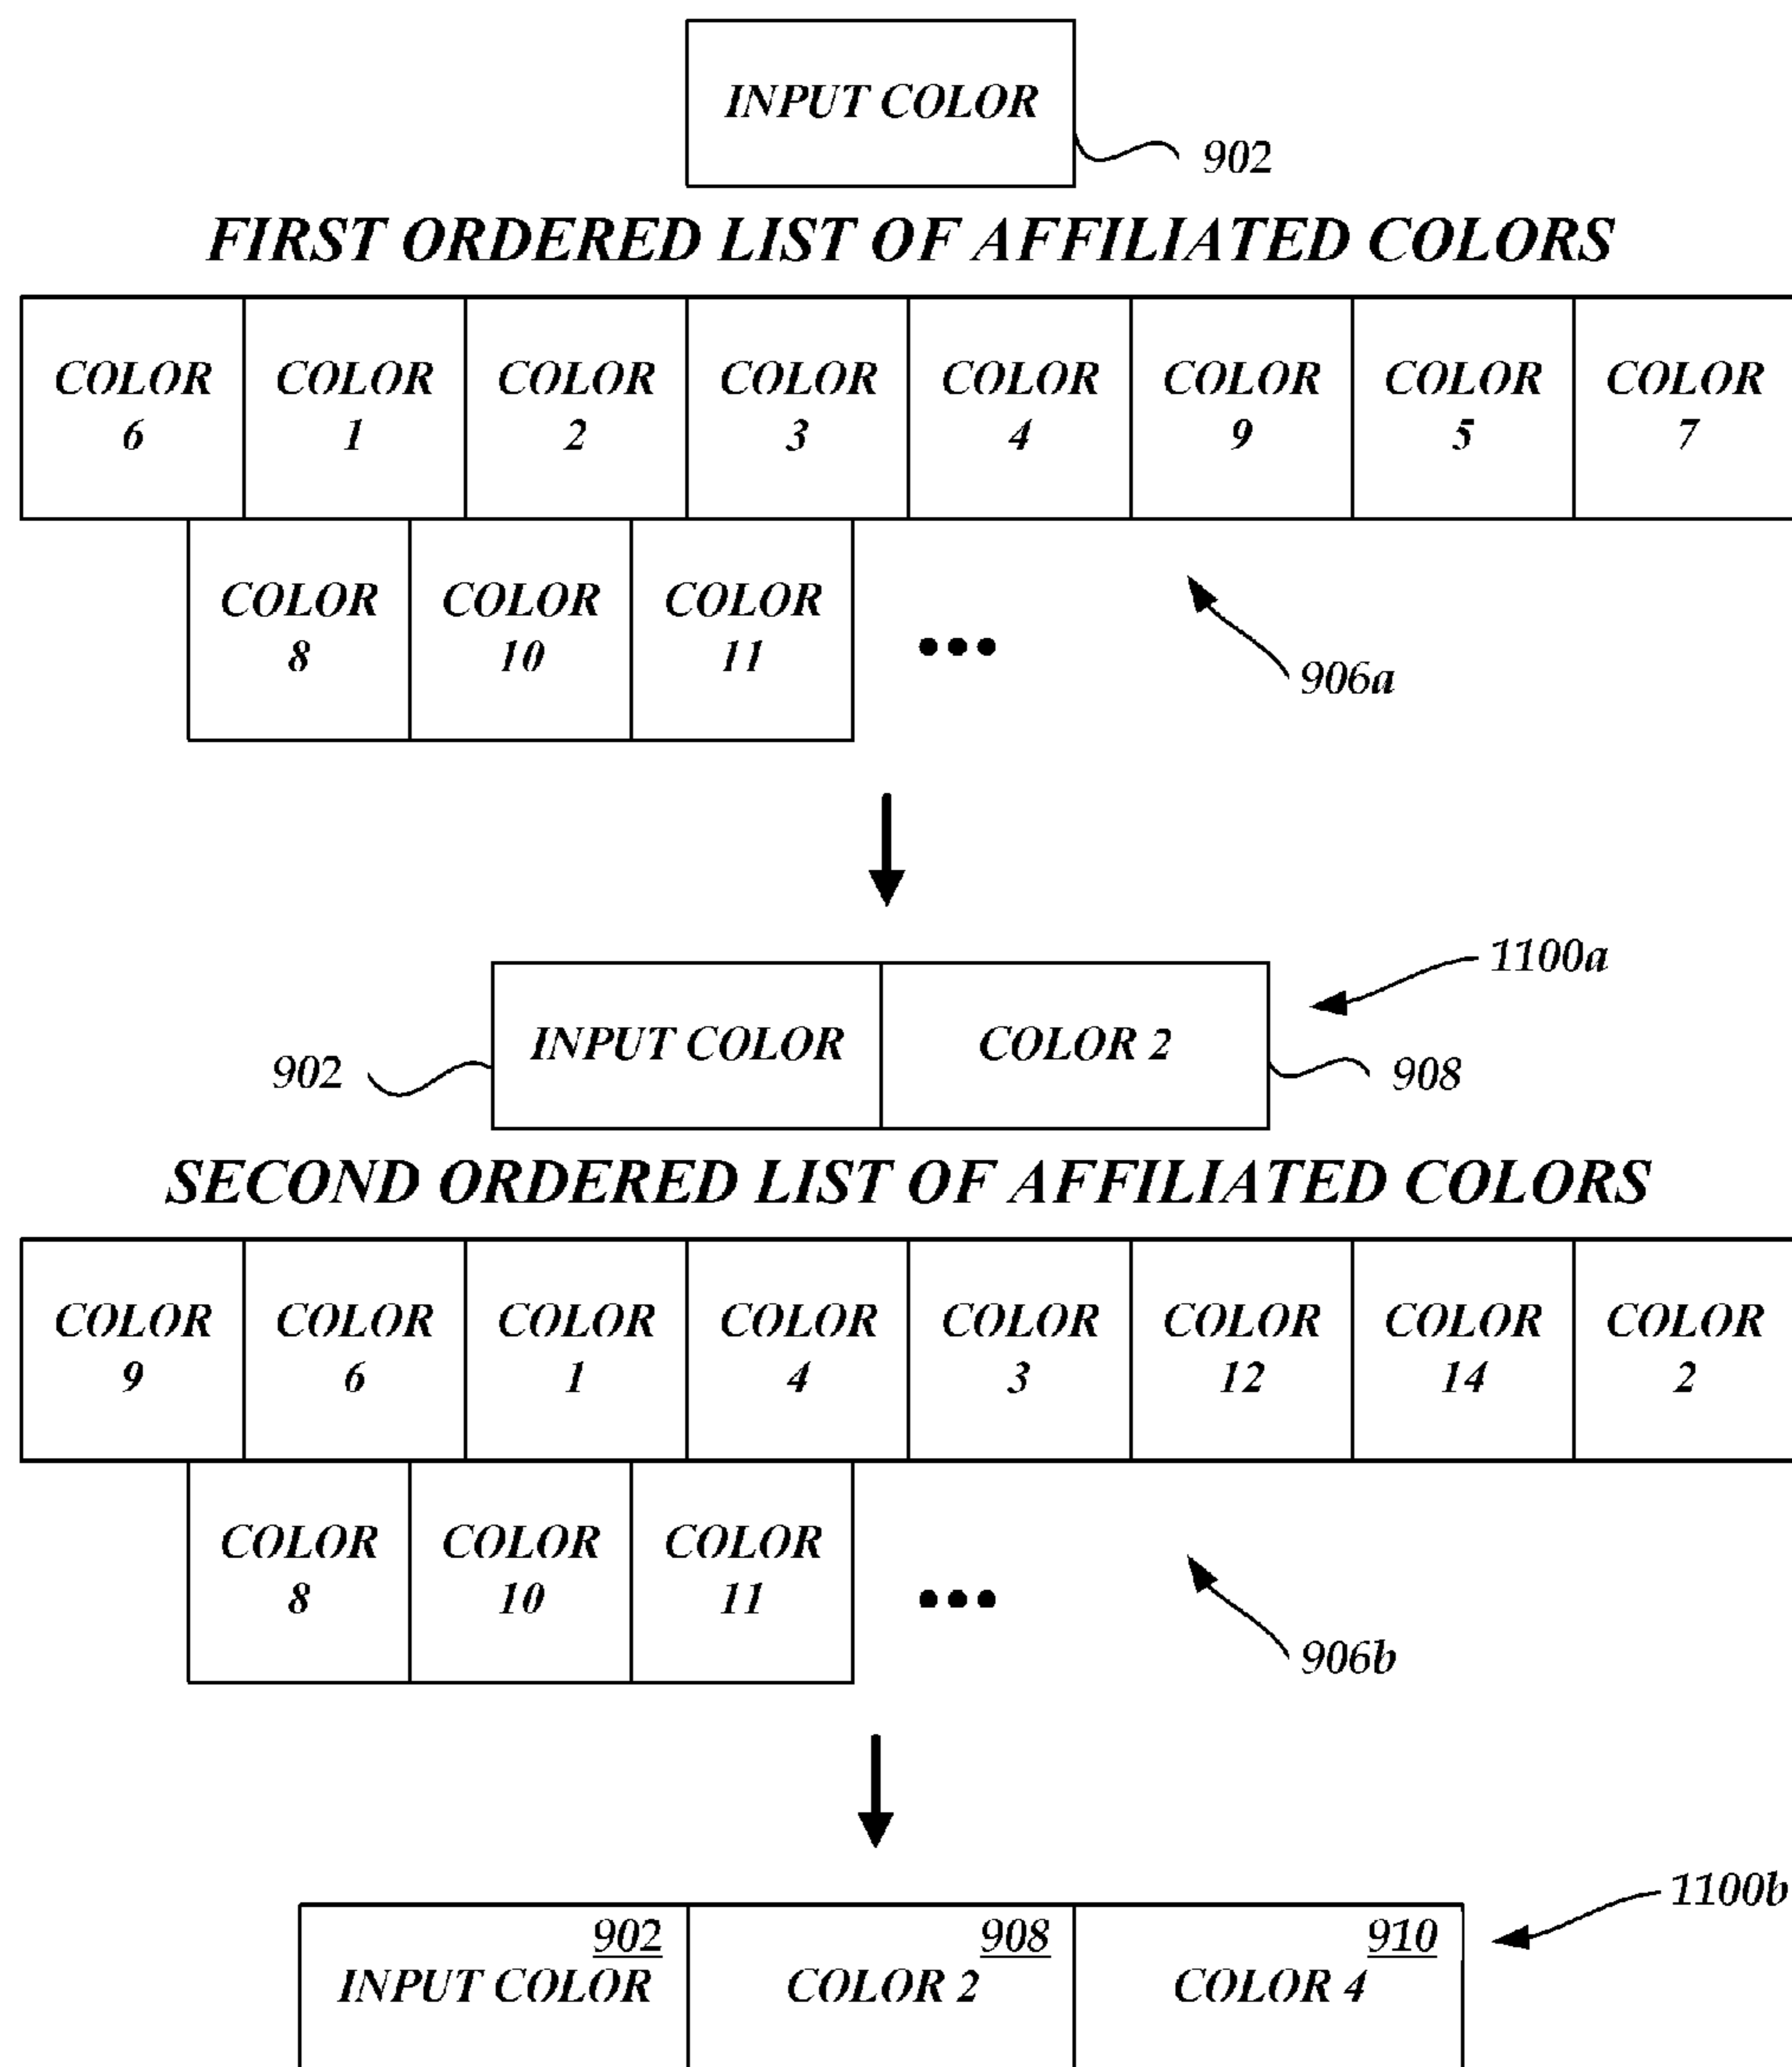 INPUT COLOR
902
FIRST ORDERED LIST OF AFFILIATED COLORS
COLOR COLOR COLOR COLOR COLOR COLOR COLOR COLOR
6 1 2 3 4 9 5 7
COLOR COLOR COLOR
8 10 11 •••
906a
1100a
INPUT COLOR COLOR 2
902 908
SECOND ORDERED LIST OF AFFILIATED COLORS
COLOR COLOR COLOR COLOR COLOR COLOR COLOR COLOR
9 6 1 4 3 12 14 2
COLOR COLOR COLOR
8 10 11 •••
906b
1100b
902 908 910
INPUT COLOR COLOR 2 COLOR 4